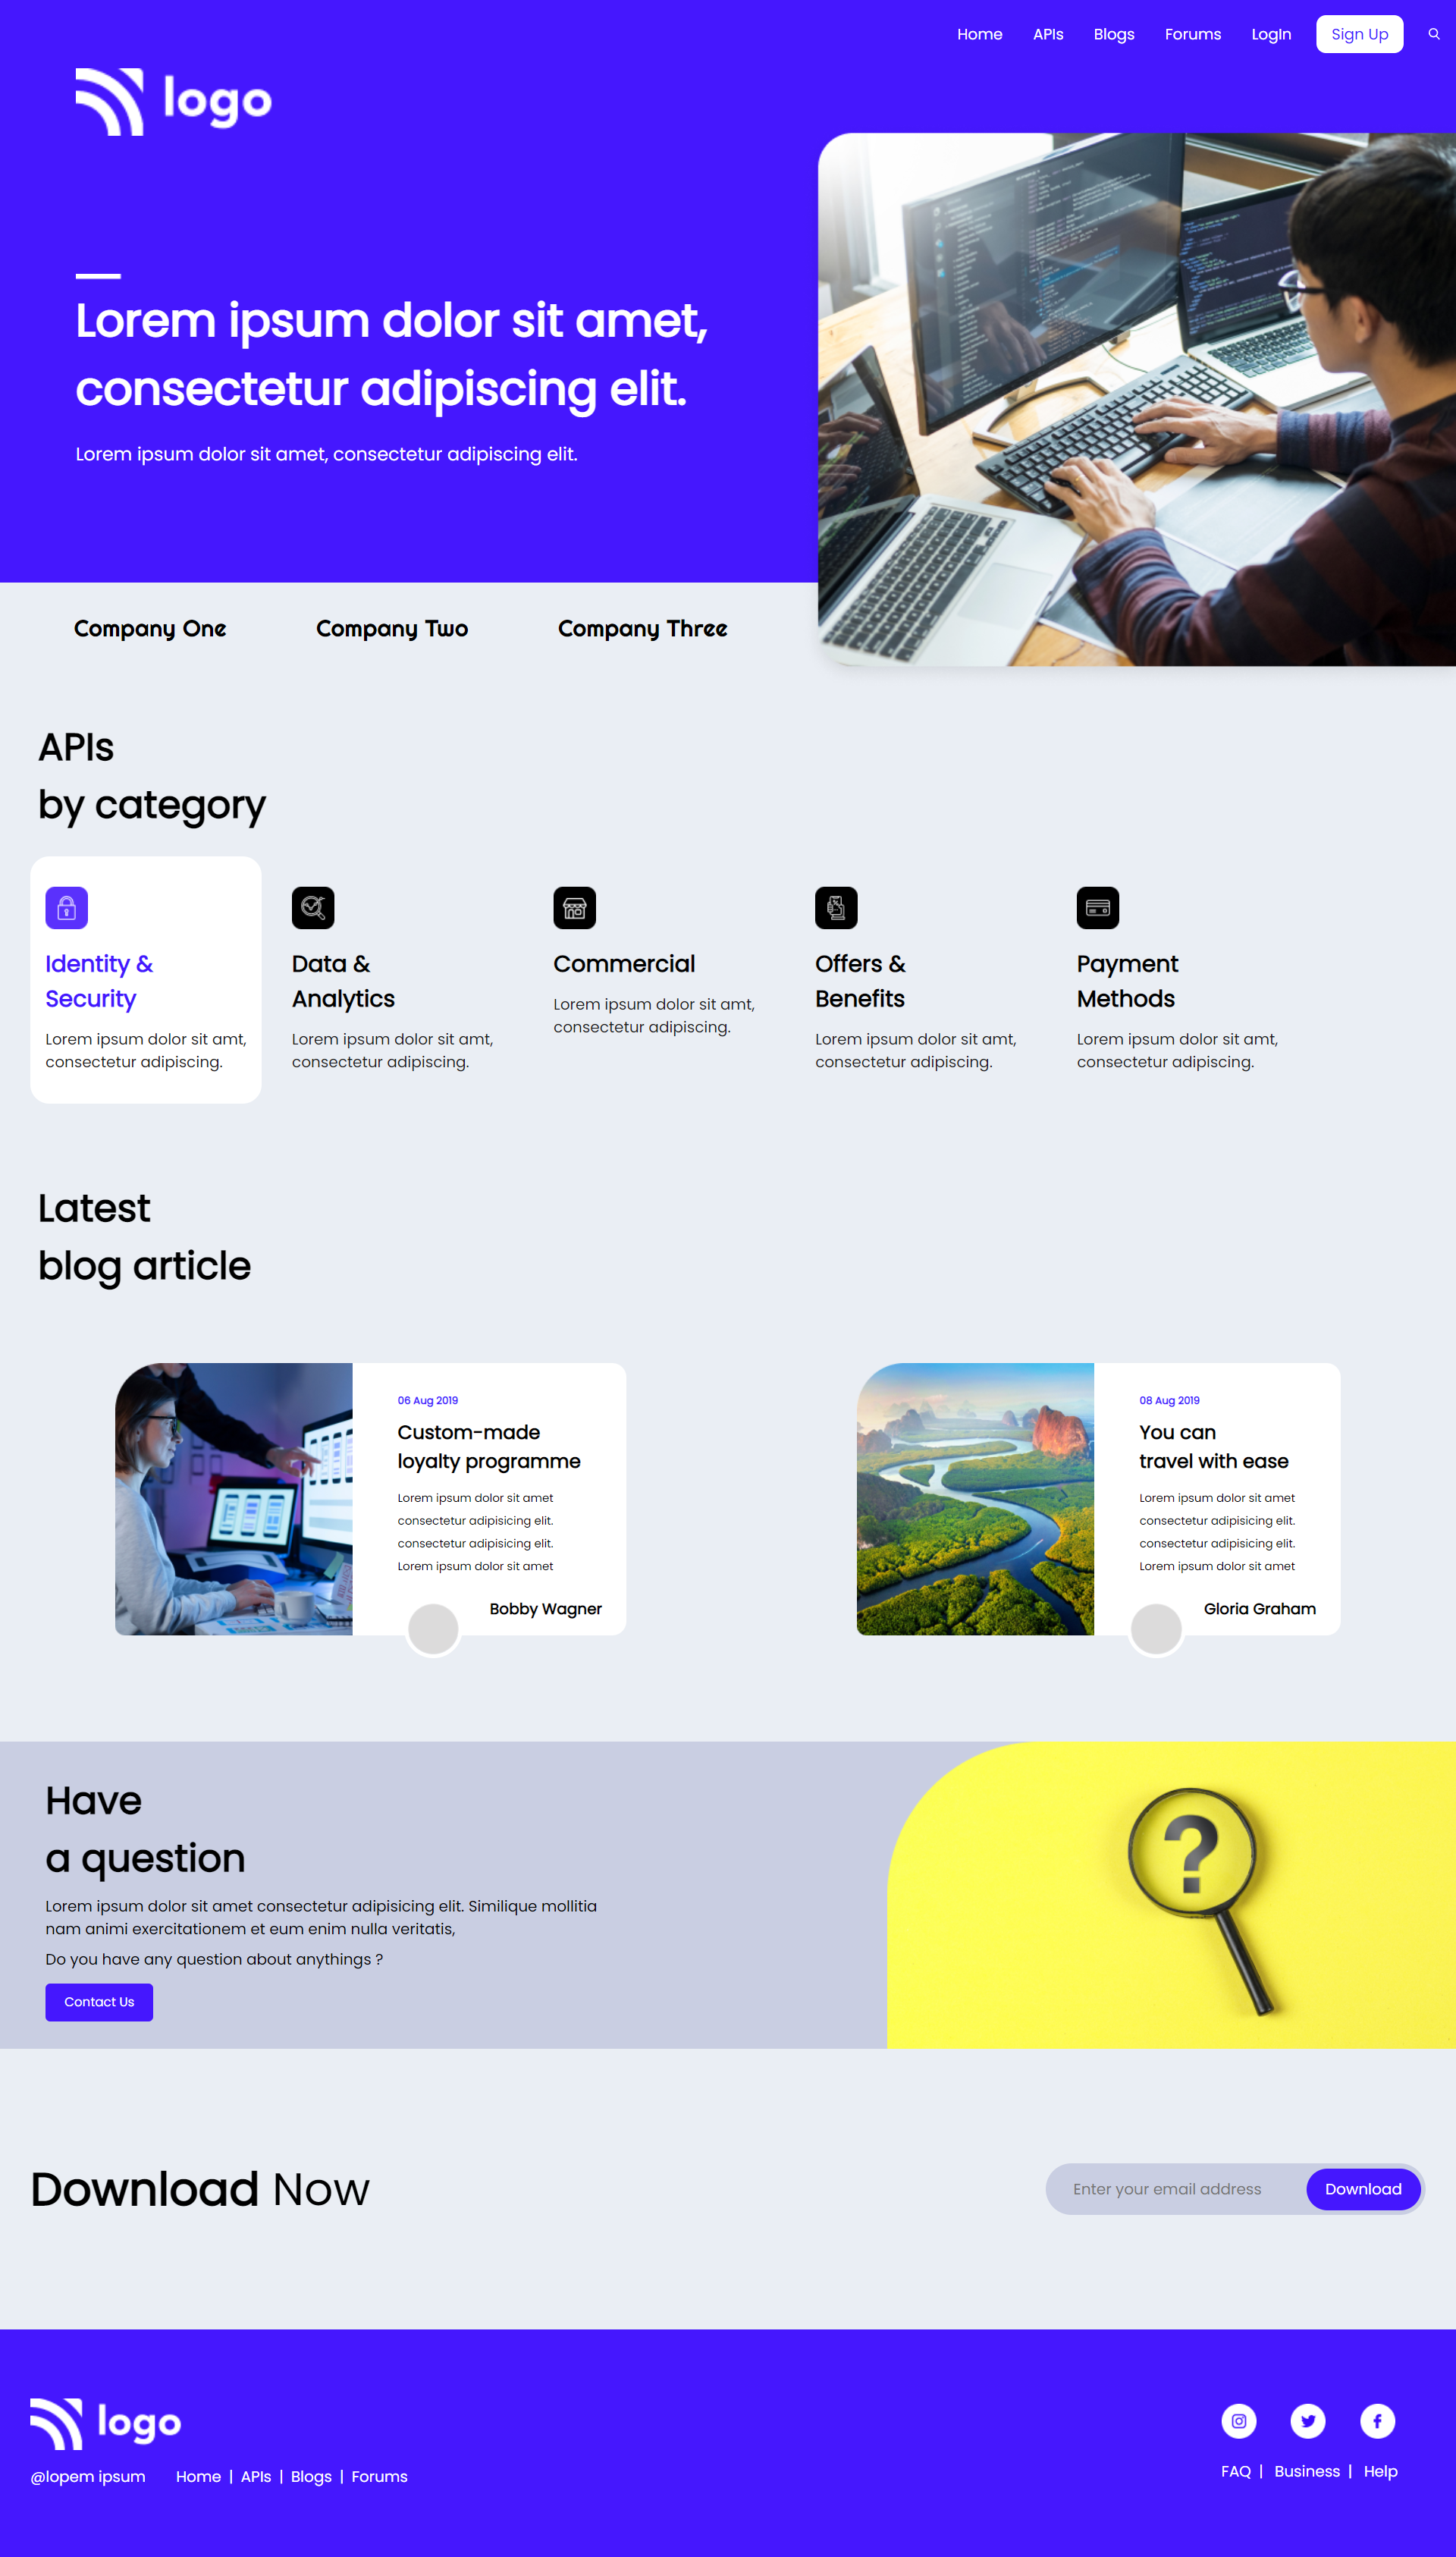 Home APIs Blogs Forums LogIn Sign Up
logo
Lorem ipsum dolor sit amet,
consectetur adipiscing elit.
Lorem ipsum dolor sit amet, consectetur adipiscing elit.
Company One Company Two Company Three
APIs
by category
Identity &
Security
Lorem ipsum dolor sit amt,
consectetur adipiscing.
Data &
Analytics
Lorem ipsum dolor sit amt,
consectetur adipiscing.
Commercial
Lorem ipsum dolor sit amt,
consectetur adipiscing.
Offers &
Benefits
Lorem ipsum dolor sit amt,
consectetur adipiscing.
Payment
Methods
Lorem ipsum dolor sit amt,
consectetur adipiscing.
Latest
blog article
06 Aug 2019
Custom-made
loyalty programme
Lorem ipsum dolor sit amet
consectetur adipisicing elit.
consectetur adipisicing elit.
Lorem ipsum dolor sit amet
Bobby Wagner
08 Aug 2019
You can
travel with ease
Lorem ipsum dolor sit amet
consectetur adipisicing elit.
consectetur adipisicing elit.
Lorem ipsum dolor sit amet
Gloria Graham
Have
a question
Lorem ipsum dolor sit amet consectetur adipisicing elit. Similique mollitia
nam animi exercitationem et eum enim nulla veritatis,
Do you have any question about anythings ?
Contact Us
?
Download Now
Enter your email address Download
logo
@lopem ipsum Home | APIs | Blogs | Forums
FAQ | Business | Help